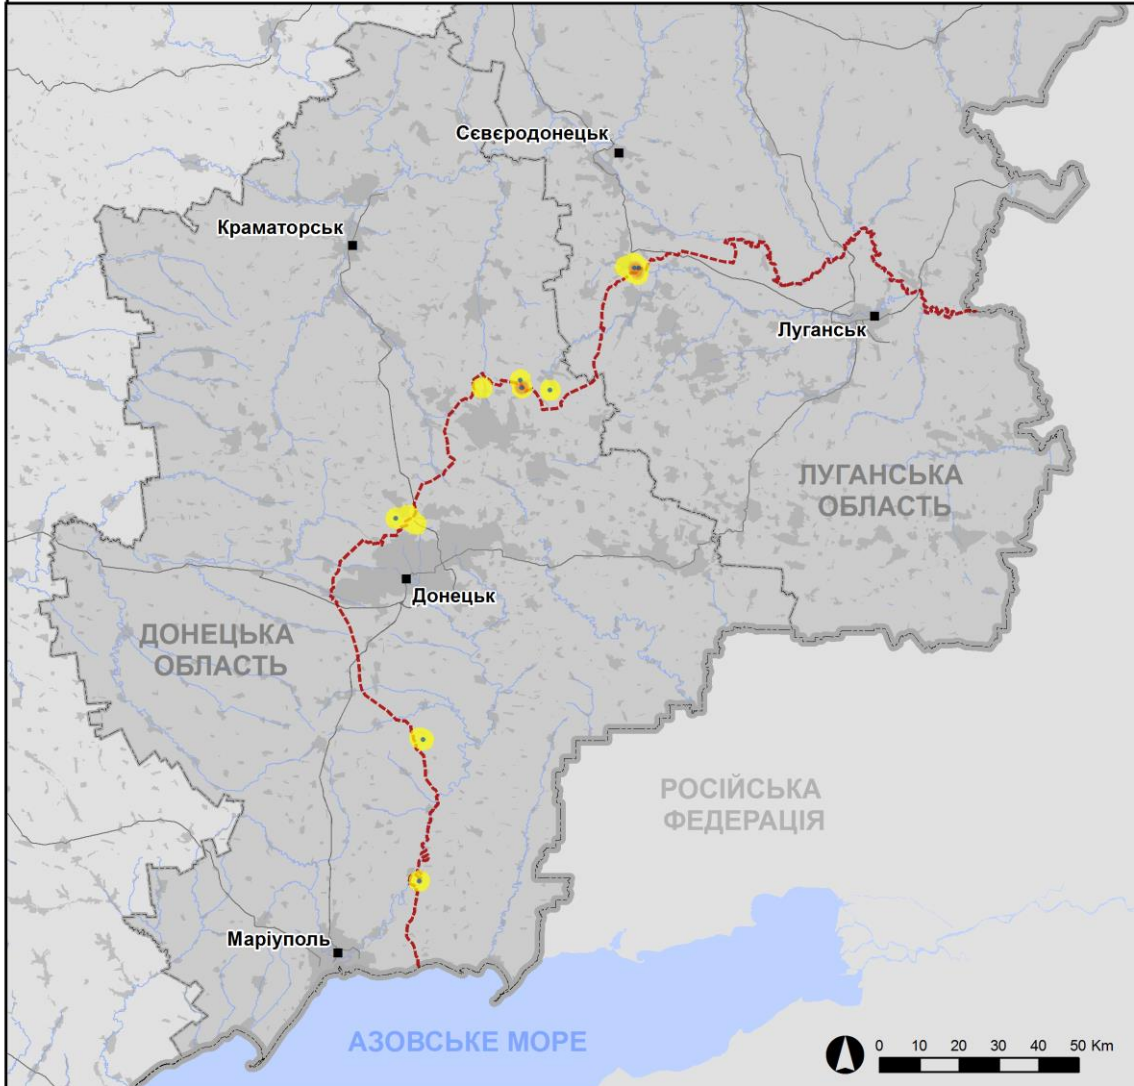 Сєвєродонецьк
Краматорськ
Луганськ
ЛУГАНСЬКА
ОБЛАСТЬ
Донецьк
ДОНЕЦЬКА
ОБЛАСТЬ
РОСІЙСЬКА
ФЕДЕРАЦІЯ
Маріуполь
АЗОВСЬКЕ МОРЕ
0 10 20 30 40 50 Km